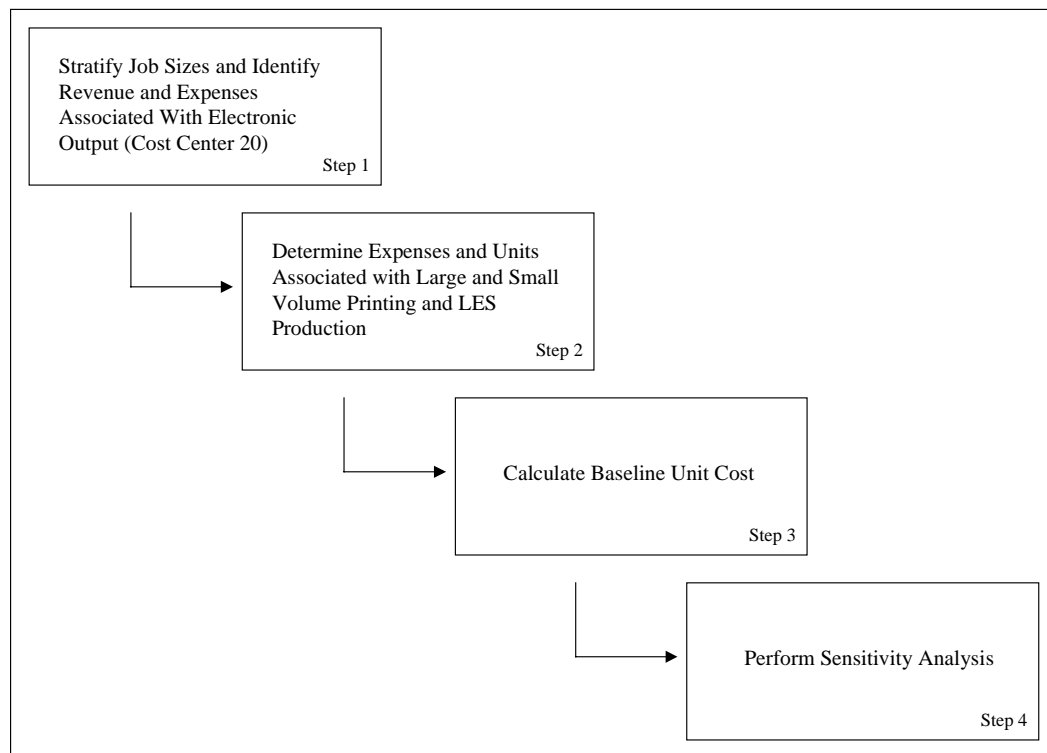 Stratify Job Sizes and Identify
Revenue and Expenses
Associated With Electronic
Output (Cost Center 20)
Step 1
Determine Expenses and Units
Associated with Large and Small
Volume Printing and LES
Production
Step 2
Calculate Baseline Unit Cost
Step 3
Perform Sensitivity Analysis
Step 4